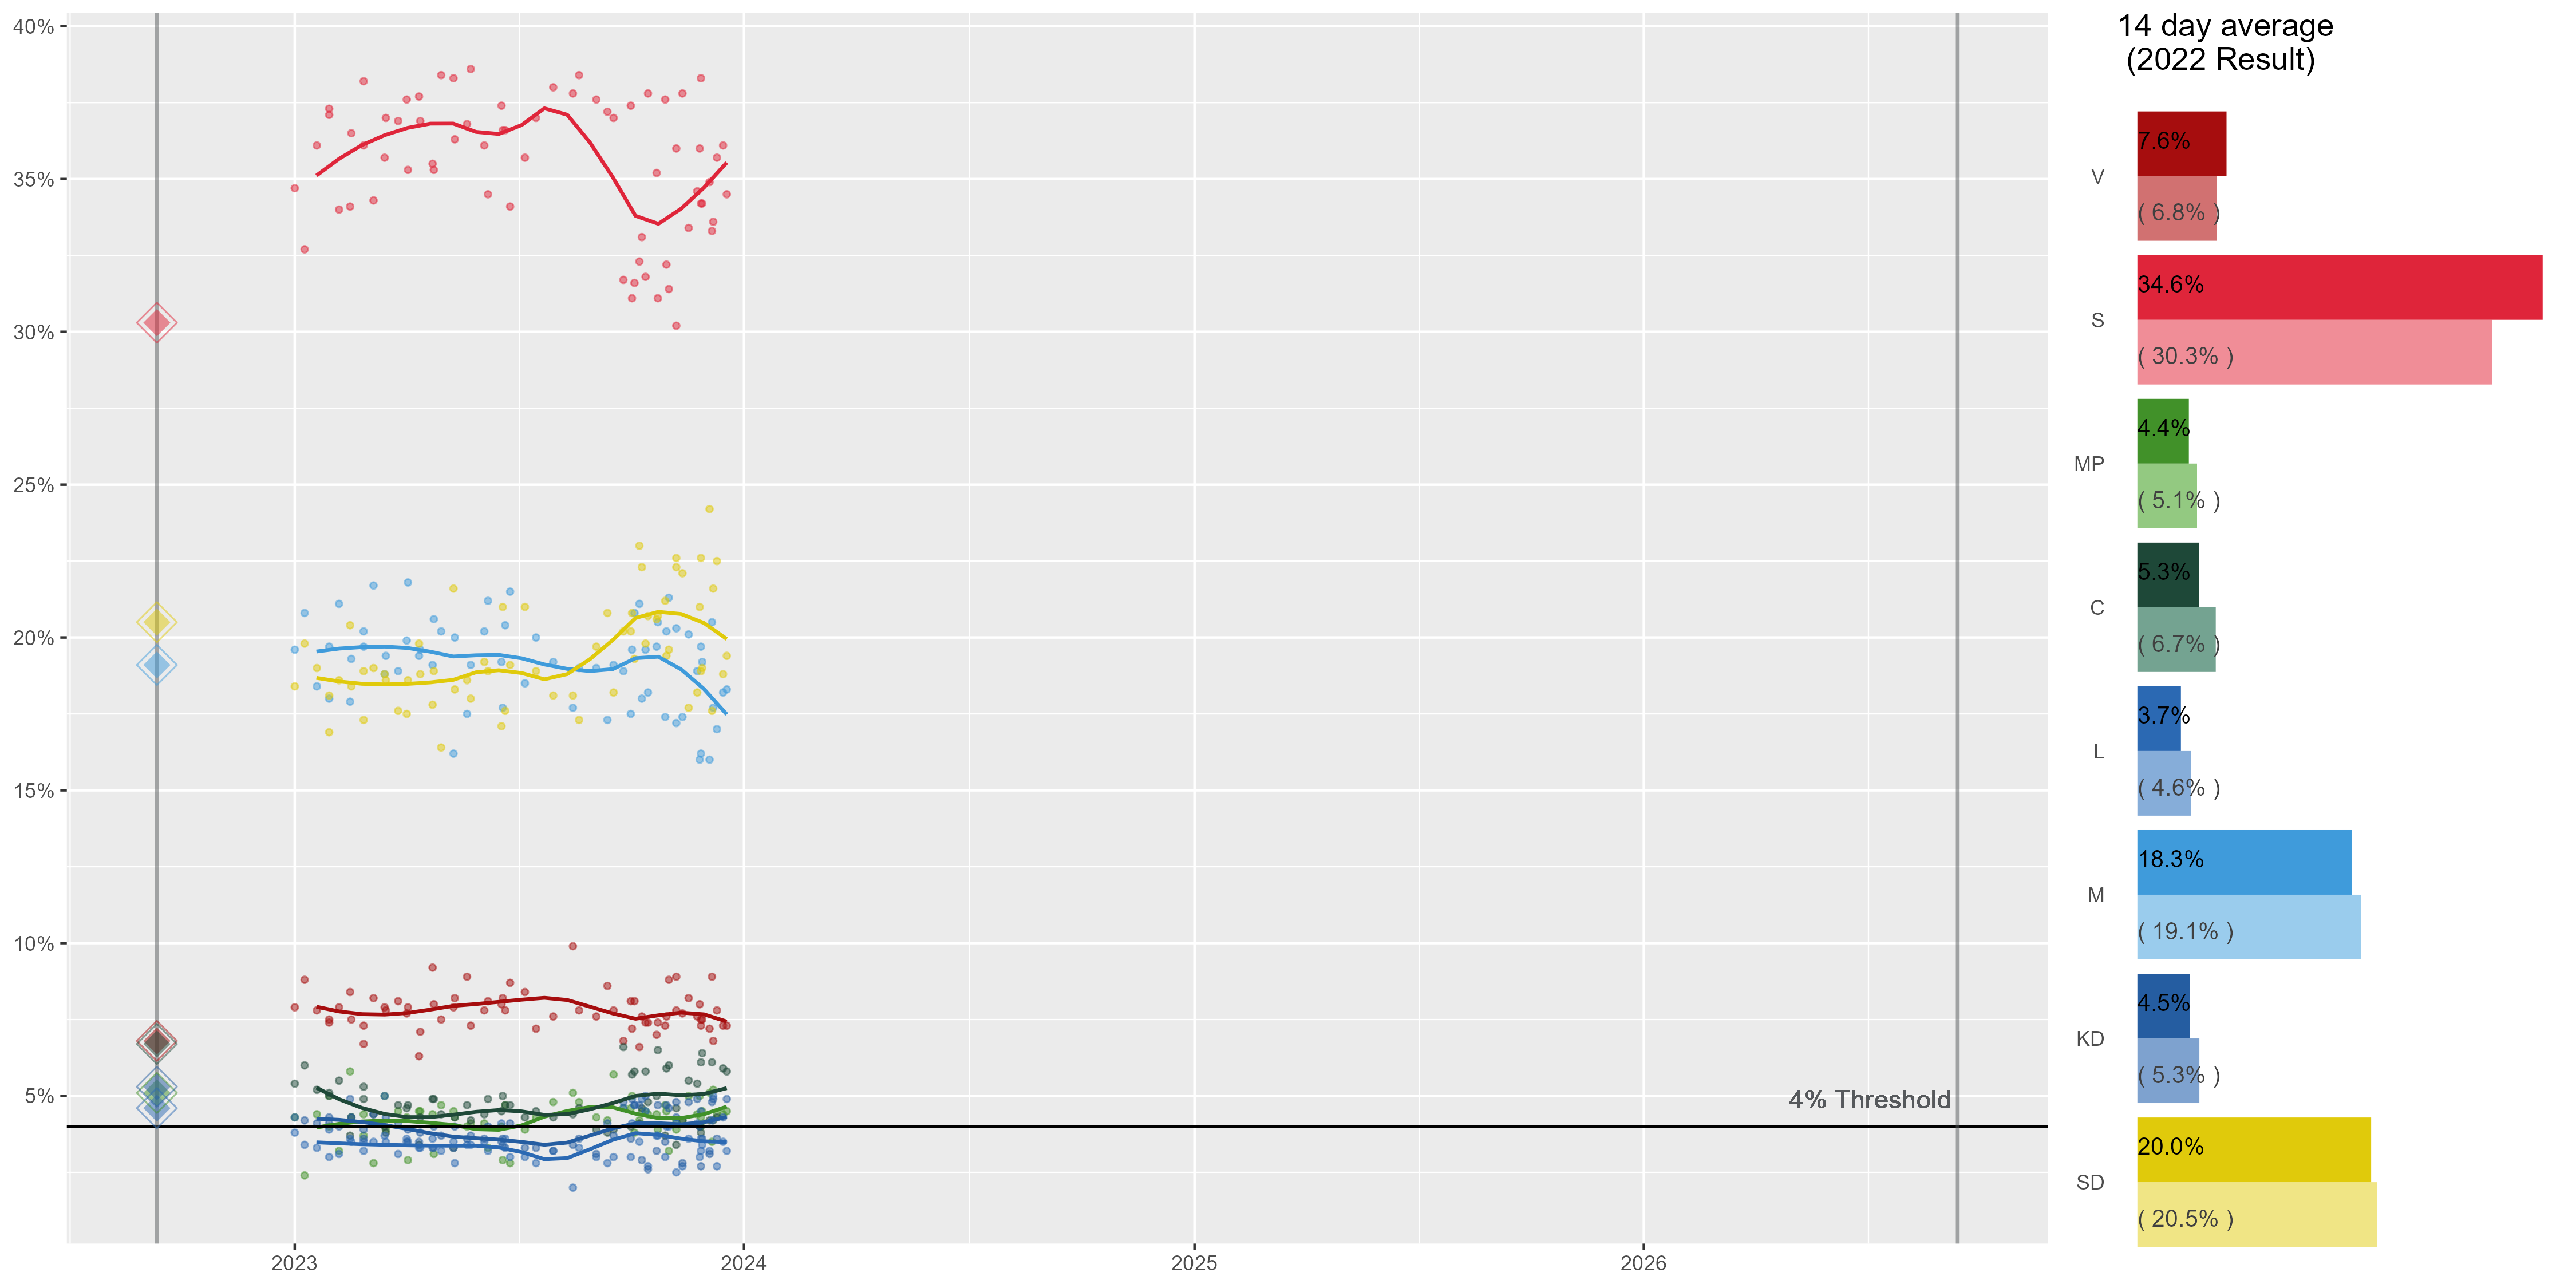 40%
35%
30%
25%
20%
15%
10%
5%
4% Threshold
2023
2024
2025
2026
14 day average
(2022 Result)
V
7.6%
( 6.8% )
S
34.6%
( 30.3% )
MP
4.4%
( 5.1% )
C
5.3%
( 6.7% )
L
3.7%
( 4.6% )
M
18.3%
( 19.1% )
KD
4.5%
( 5.3% )
SD
20.0%
( 20.5% )